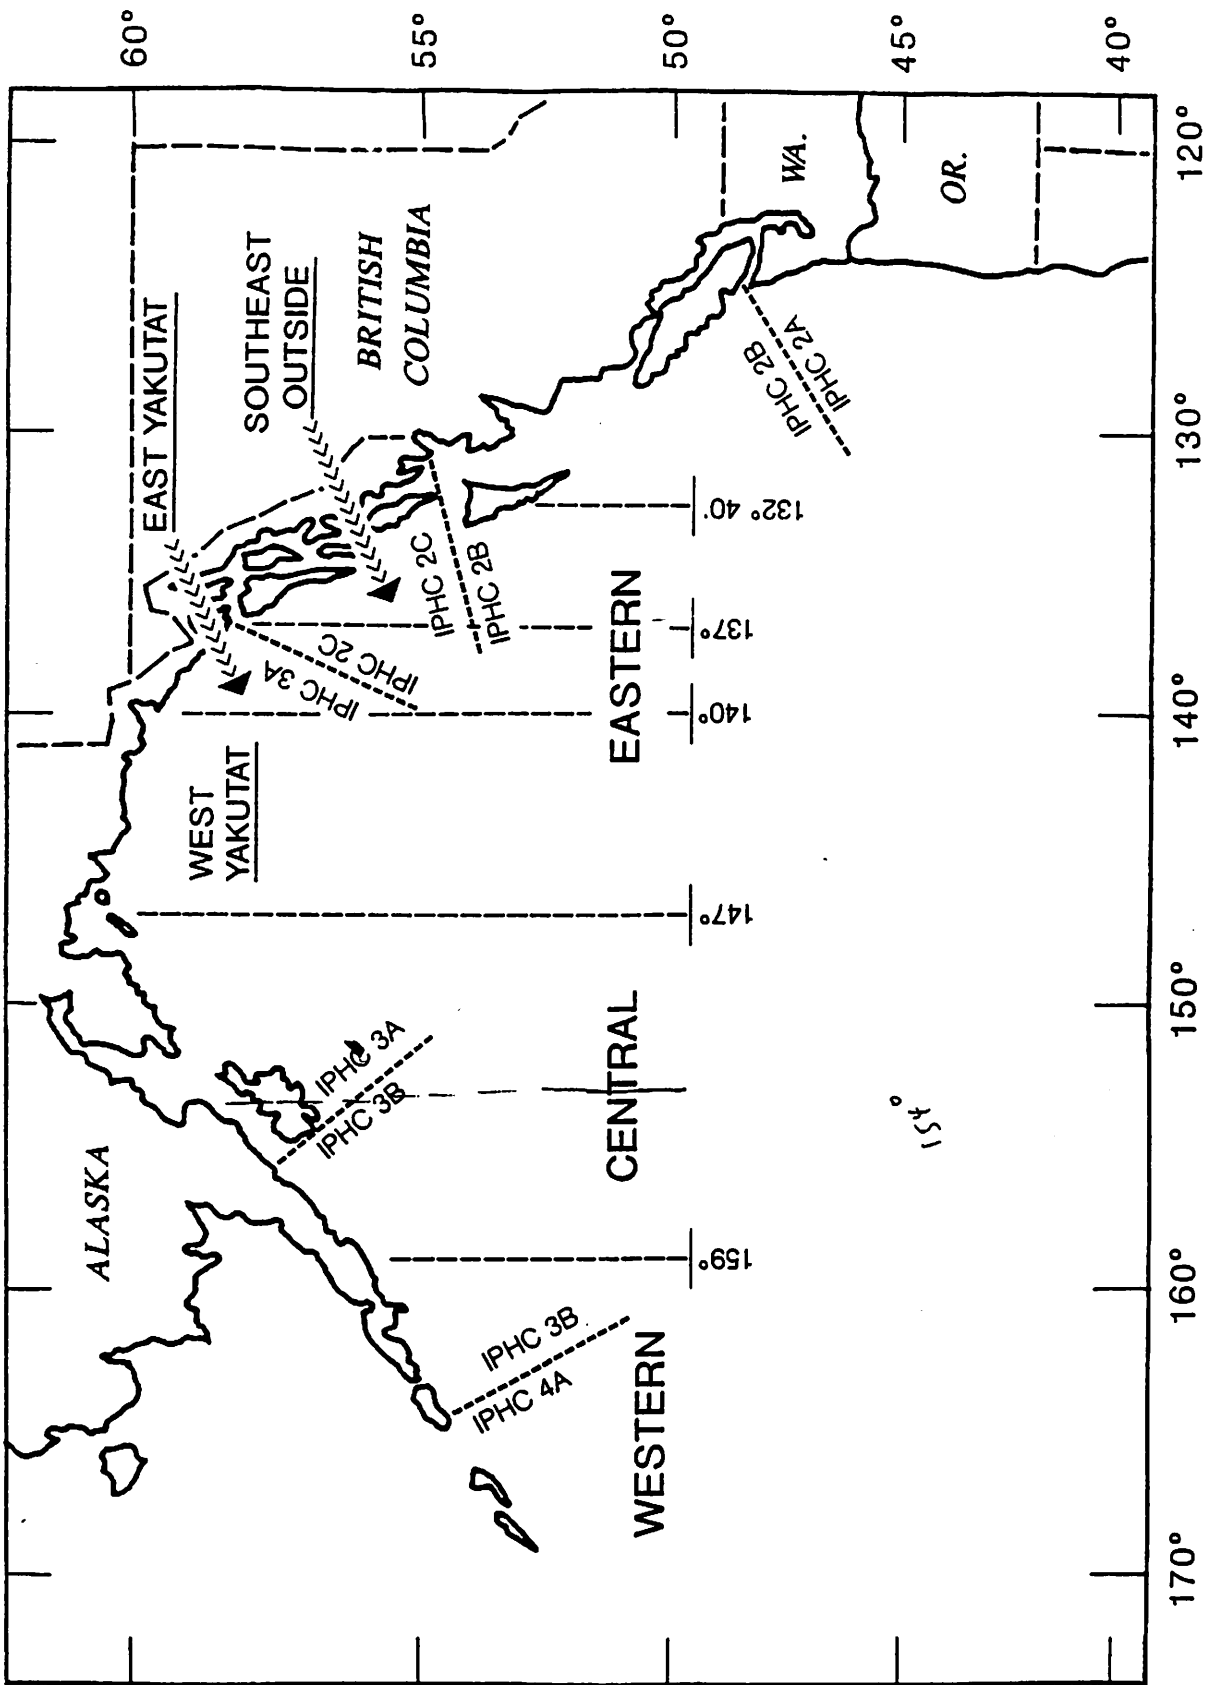 60°
55°
50°
45°
40°
120°
130°
140°
150°
160°
170°
EAST YAKUTAT
SOUTHEAST
OUTSIDE
BRITISH
COLUMBIA
WA.
OR.
ALASKA
WEST
YAKUTAT
IPHC 2B
IPHC 2A
IPHC 2C
IPHC 2B
IPHC 3A
IPHC 2C
IPHC 3A
IPHC 3B
IPHC 3B
IPHC 4A
132° 40'
137°
140°
147°
159°
154°
EASTERN
CENTRAL
WESTERN